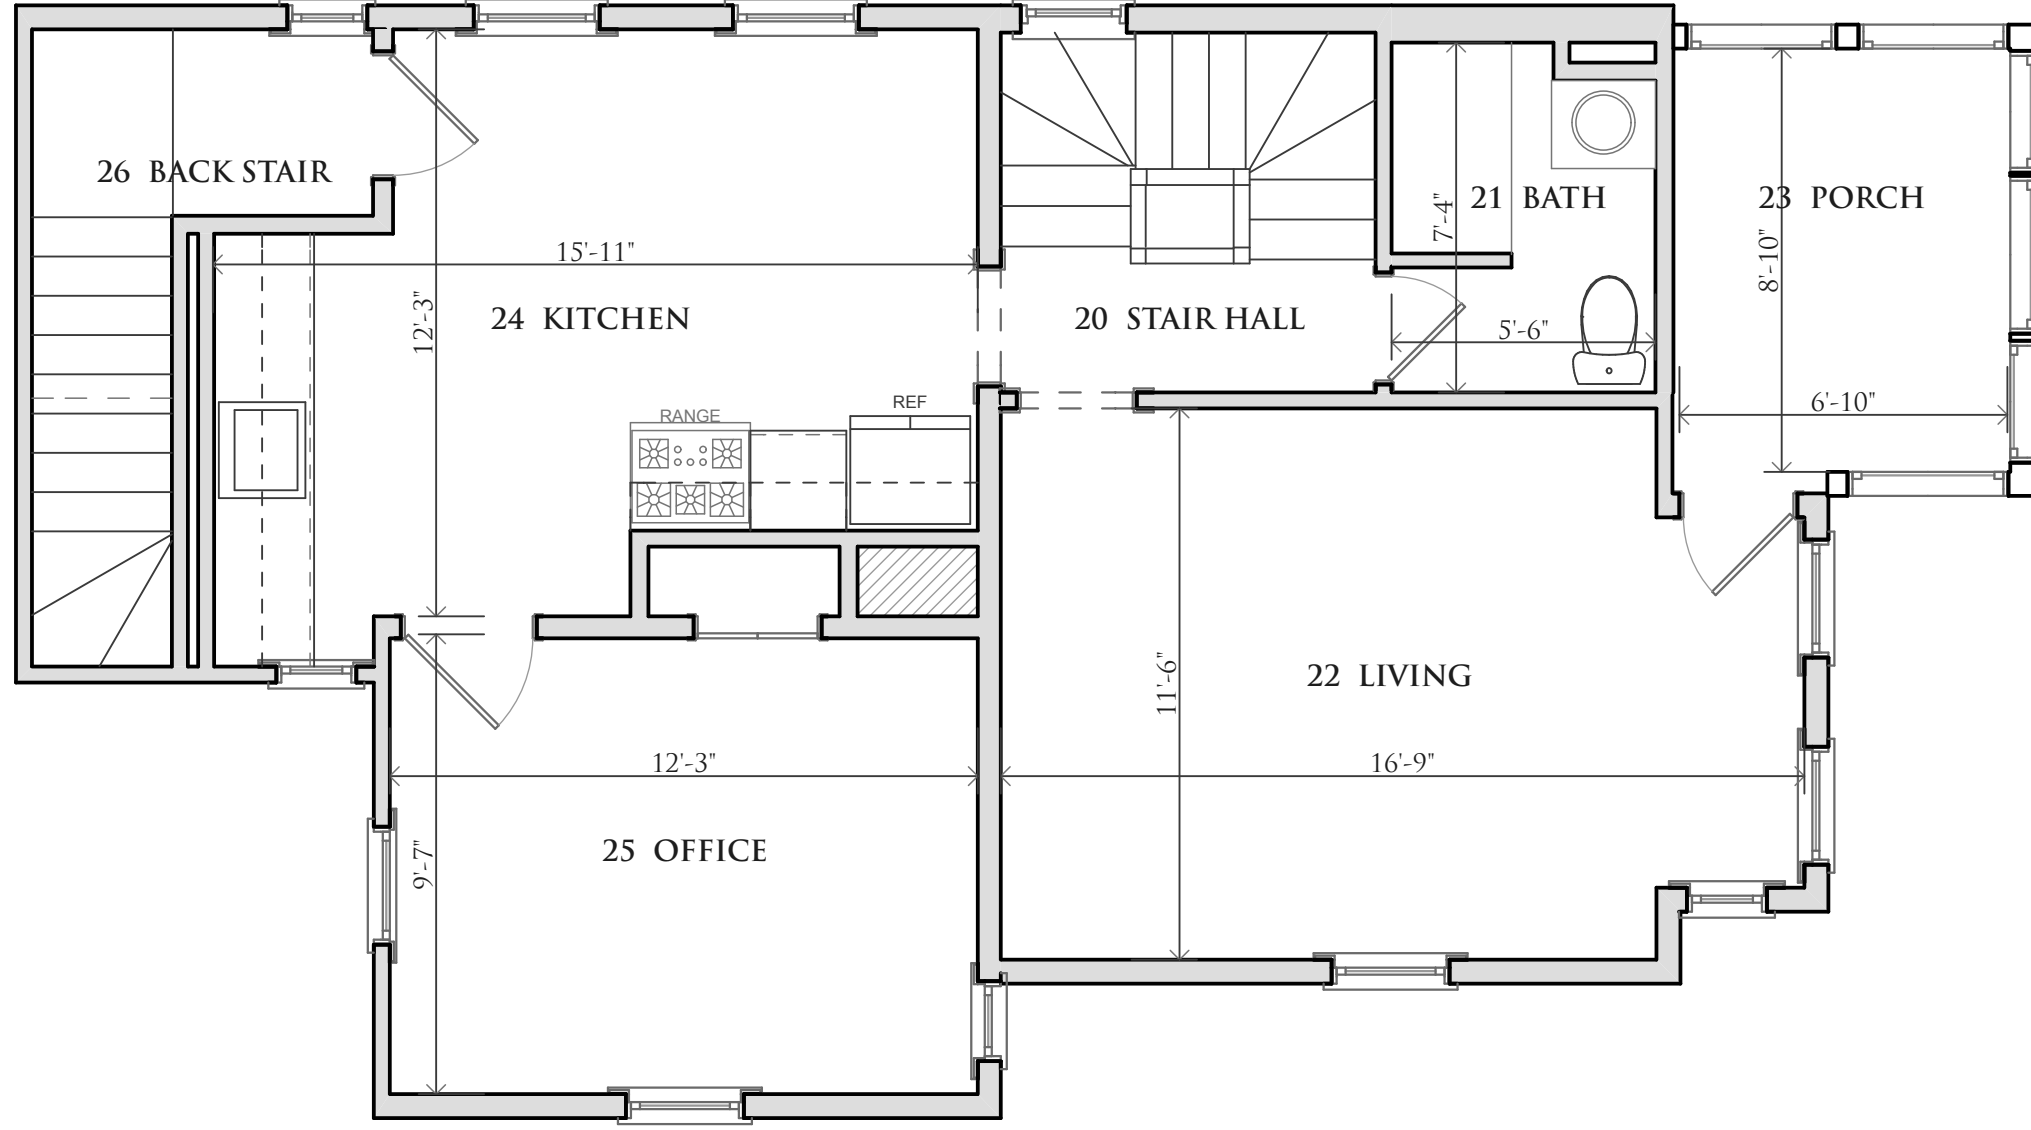 26 BACK STAIR
21 BATH
23 PORCH
7'-4"
15'-11"
8'-10"
12'-3"
24 KITCHEN
20 STAIR HALL
5'-6"
REF
6'-10"
RANGE
11'-6"
22 LIVING
12'-3"
16'-9"
25 OFFICE
9'-7"